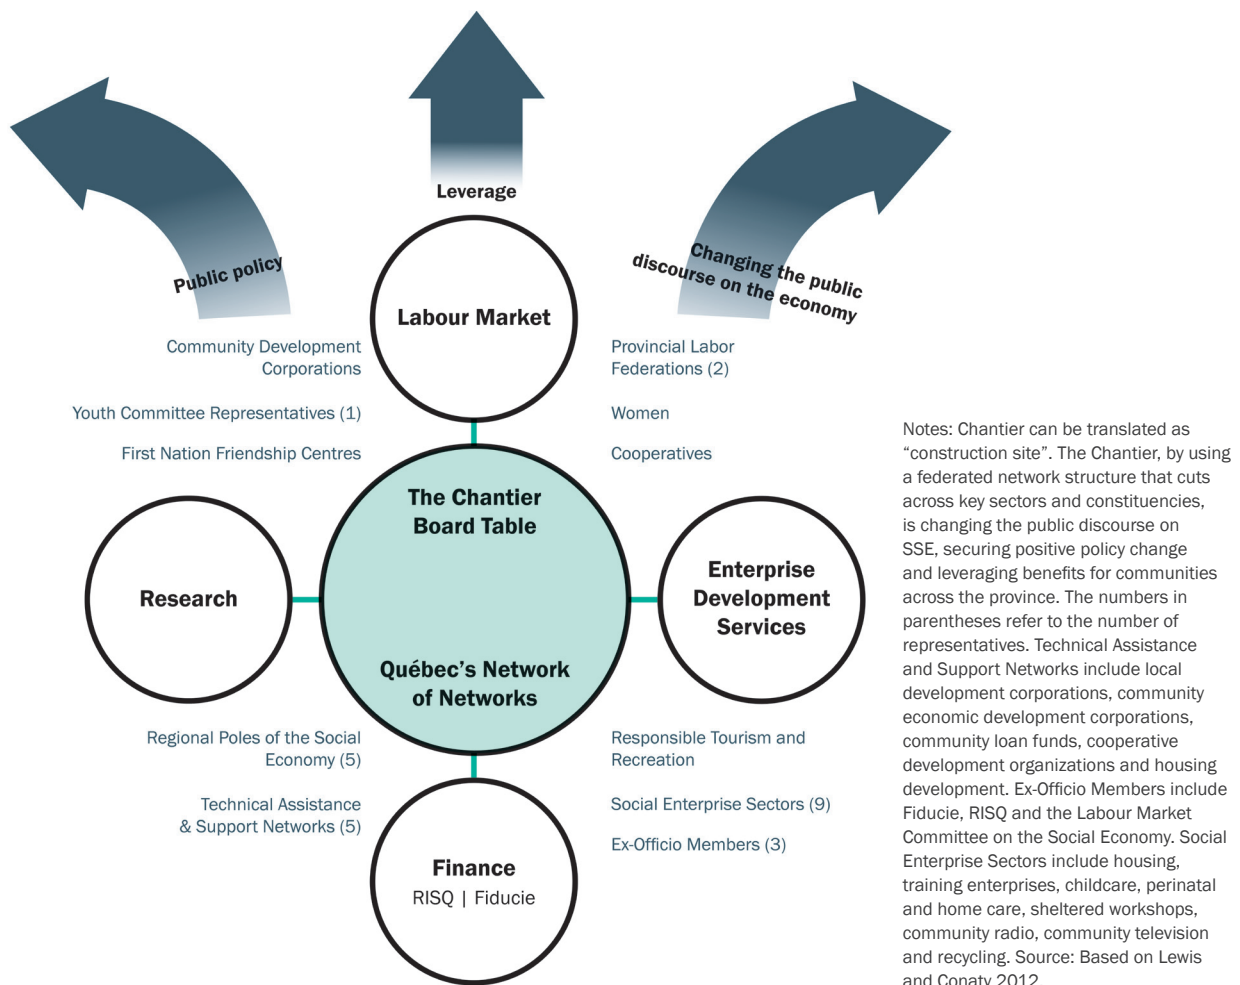 Leverage
Public policy
Changing the public
discourse on the economy
Labour Market
Community Development
Corporations
Youth Committee Representatives (1)
First Nation Friendship Centres
Provincial Labor
Federations (2)
Women
Cooperatives
The Chantier
Board Table
Québec’s Network
of Networks
Research
Enterprise
Development
Services
Regional Poles of the Social
Economy (5)
Technical Assistance
& Support Networks (5)
Responsible Tourism and
Recreation
Social Enterprise Sectors (9)
Ex-Officio Members (3)
Finance
RISQ | Fiducie
Notes: Chantier can be translated as
“construction site”. The Chantier, by using
a federated network structure that cuts
across key sectors and constituencies,
is changing the public discourse on
SSE, securing positive policy change
and leveraging benefits for communities
across the province. The numbers in
parentheses refer to the number of
representatives. Technical Assistance
and Support Networks include local
development corporations, community
economic development corporations,
community loan funds, cooperative
development organizations and housing
development. Ex-Officio Members include
Fiducie, RISQ and the Labour Market
Committee on the Social Economy. Social
Enterprise Sectors include housing,
training enterprises, childcare, perinatal
and home care, sheltered workshops,
community radio, community television
and recycling. Source: Based on Lewis
and Conaty 2012